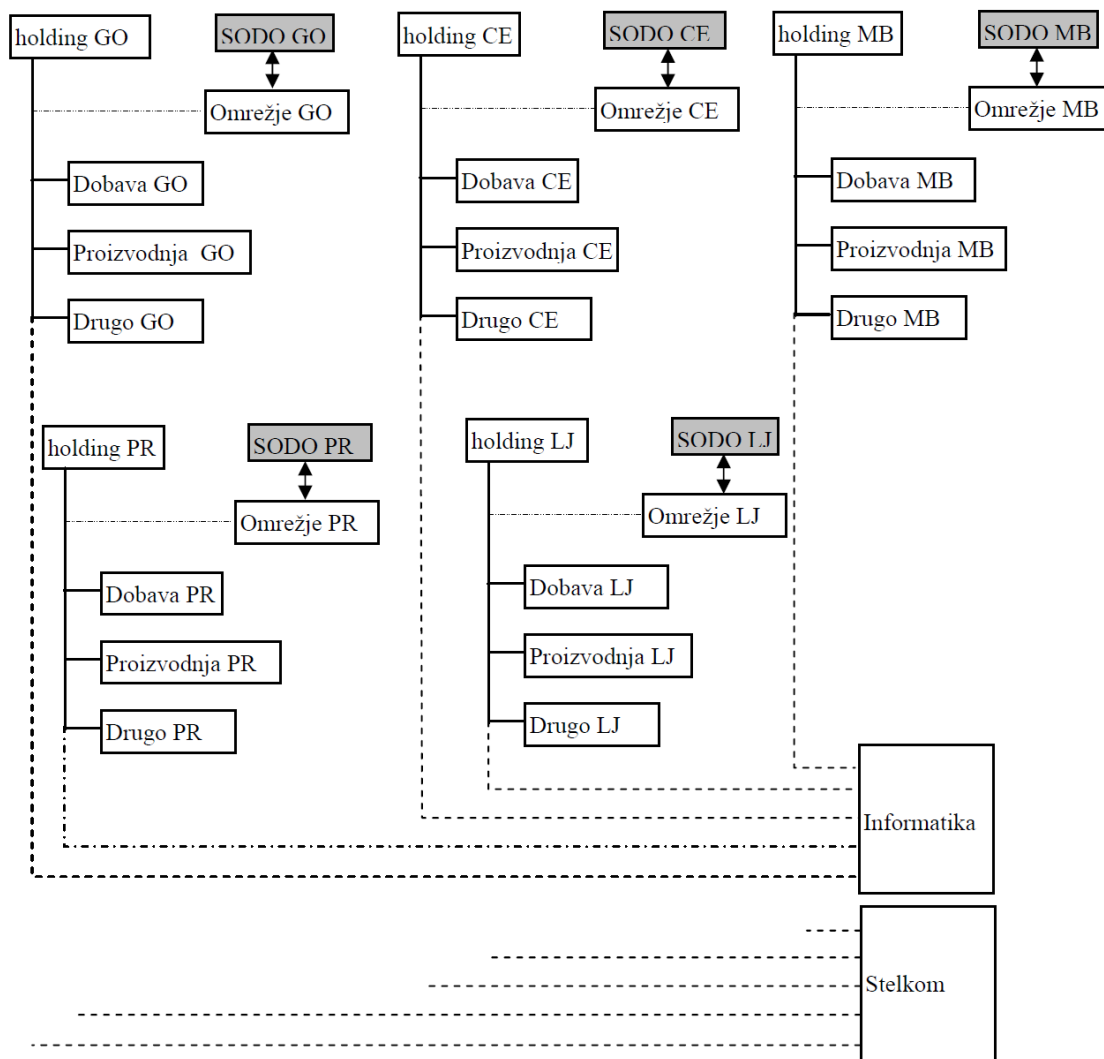 holding GO
SODO GO
holding CE
SODO CE
holding MB
SODO MB
Omrežje GO
Omrežje CE
Omrežje MB
Dobava GO
Dobava CE
Dobava MB
Proizvodnja GO
Proizvodnja CE
Proizvodnja MB
Drugo GO
Drugo CE
Drugo MB
holding PR
SODO PR
holding LJ
SODO LJ
Omrežje PR
Omrežje LJ
Dobava PR
Dobava LJ
Proizvodnja PR
Proizvodnja LJ
Drugo PR
Drugo LJ
Informatika
Stelkom